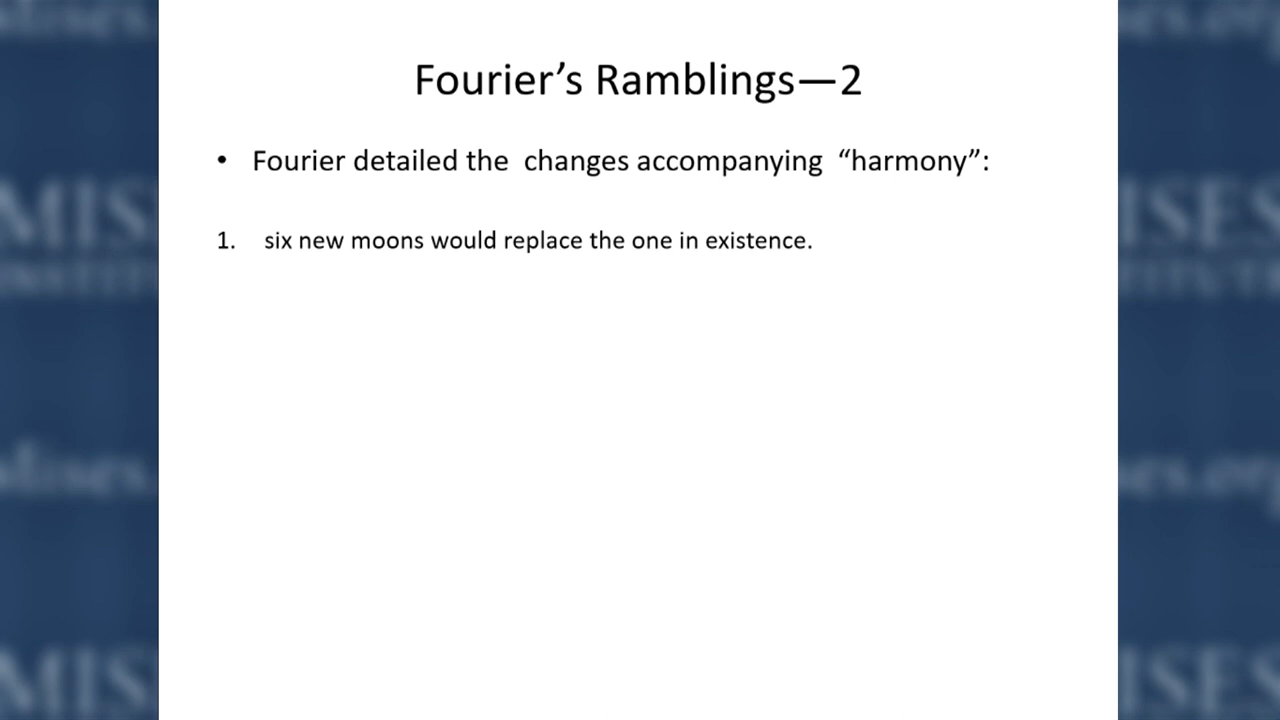 Fourier’s Ramblings—2
• Fourier detailed the changes accompanying “harmony”:
1. six new moons would replace the one in existence.